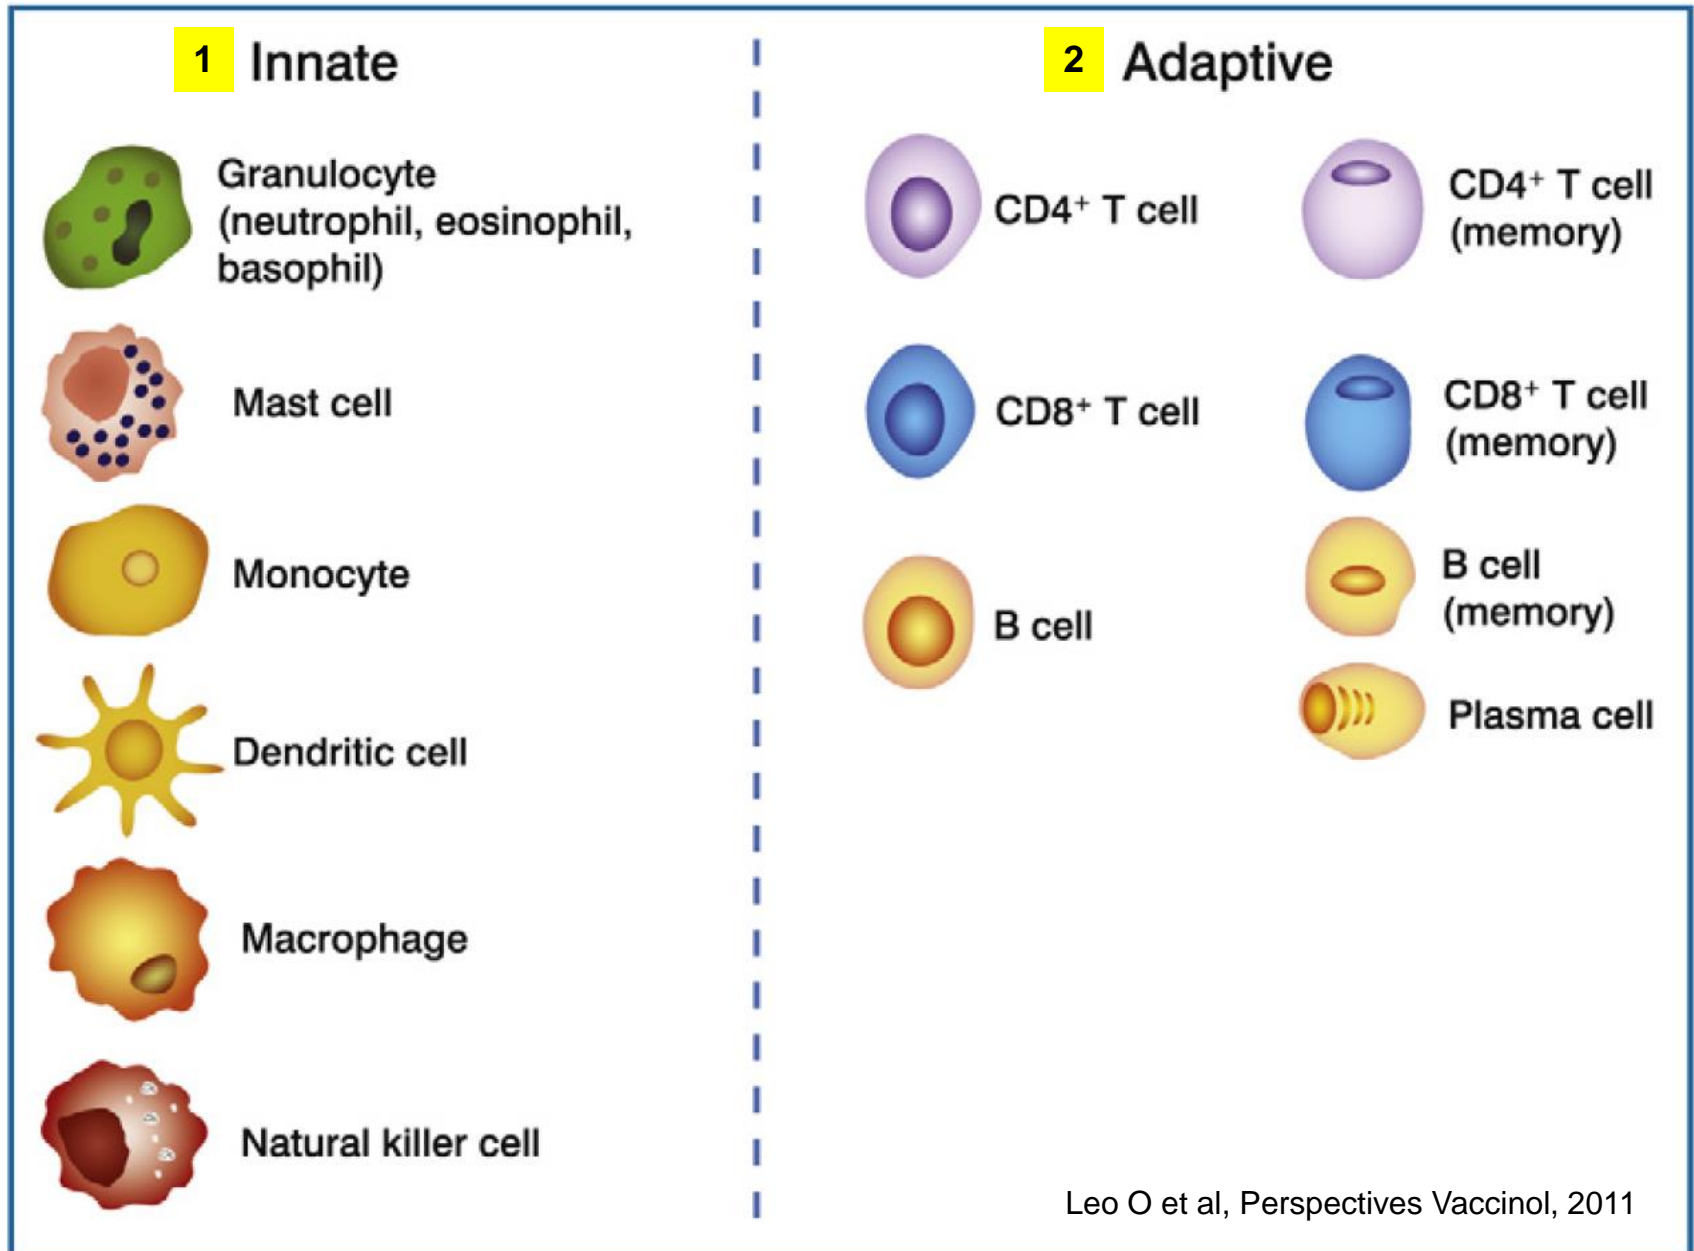 1 Innate
Granulocyte
(neutrophil, eosinophil,
basophil)
Mast cell
Monocyte
Dendritic cell
Macrophage
Natural killer cell
2 Adaptive
CD4⁺ T cell
CD8⁺ T cell
B cell
CD4⁺ T cell
(memory)
CD8⁺ T cell
(memory)
B cell
(memory)
Plasma cell
Leo O et al, Perspectives Vaccinol, 2011